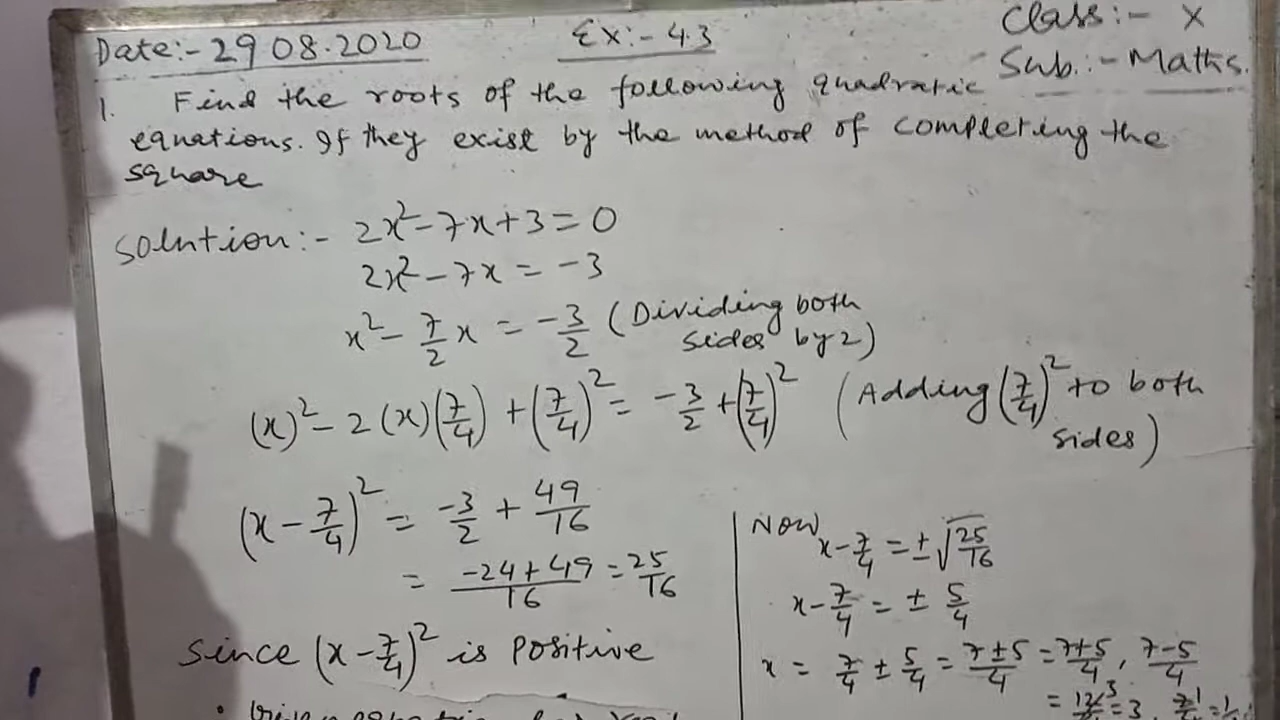 Date:- 29 08.2020
Ex:- 4.3
Class:- X
Sub.:- Maths.
1. Find the roots of the following quadratic
equations. If they exist by the method of completing the
square
Solution:- 2x²-7x+3=0
2x²-7x = -3
x² - 7/2 x = -3/2 (Dividing both
sides by 2)
(x)² - 2(x)(7/4) + (7/4)² = -3/2 + (7/4)² (Adding (7/4)² to both
sides)
(x - 7/4)² = -3/2 + 49/16
= (-24+49)/16 = 25/16
Since (x-7/4)² is positive
Now
x-7/4 = ±√(25/16)
x-7/4 = ± 5/4
x = 7/4 ± 5/4 = (7±5)/4 = (7+5)/4, (7-5)/4